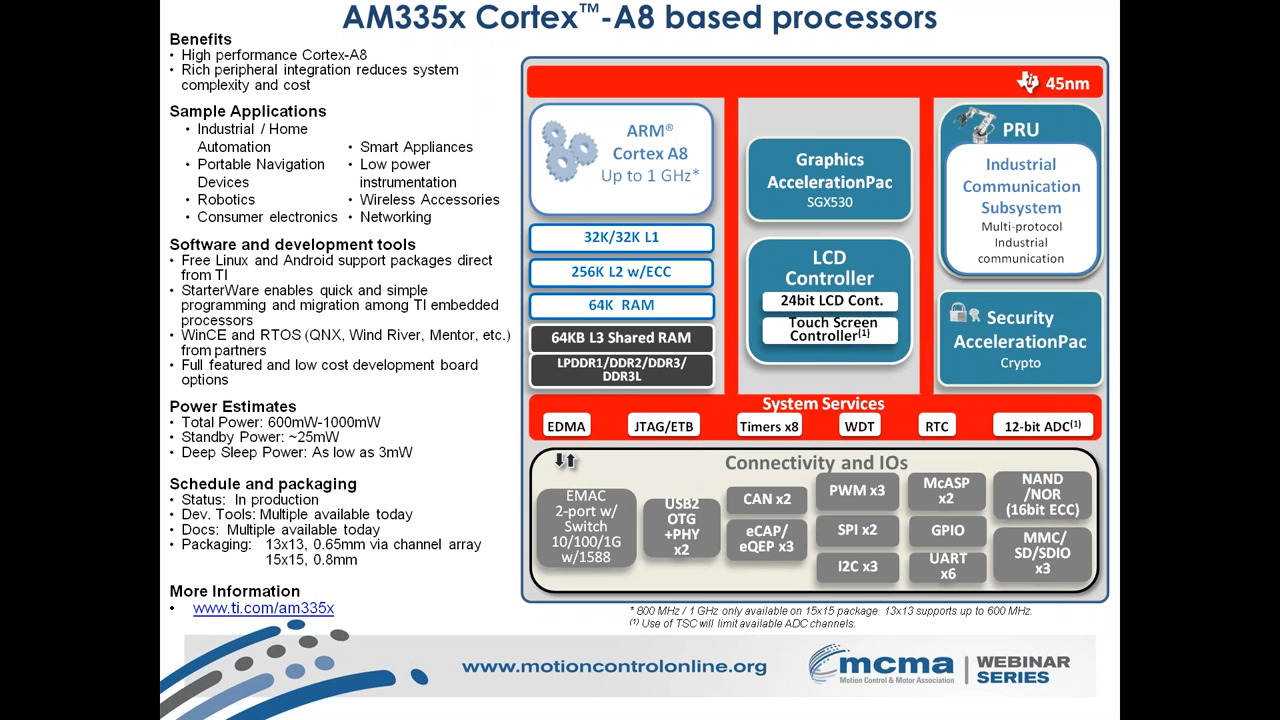 AM335x Cortex™-A8 based processors
Benefits
• High performance Cortex-A8
• Rich peripheral integration reduces system
complexity and cost
Sample Applications
• Industrial / Home
Automation
• Portable Navigation
Devices
• Robotics
• Consumer electronics
• Smart Appliances
• Low power
instrumentation
• Wireless Accessories
• Networking
Software and development tools
• Free Linux and Android support packages direct
from TI
• StarterWare enables quick and simple
programming and migration among TI embedded
processors
• WinCE and RTOS (QNX, Wind River, Mentor, etc.)
from partners
• Full featured and low cost development board
options
Power Estimates
• Total Power: 600mW-1000mW
• Standby Power: ~25mW
• Deep Sleep Power: As low as 3mW
Schedule and packaging
• Status: In production
• Dev. Tools: Multiple available today
• Docs: Multiple available today
• Packaging: 13x13, 0.65mm via channel array
15x15, 0.8mm
More Information
• www.ti.com/am335x
45nm
ARM®
Cortex A8
Up to 1 GHz*
32K/32K L1
256K L2 w/ECC
64K RAM
64KB L3 Shared RAM
LPDDR1/DDR2/DDR3/
DDR3L
Graphics
AccelerationPac
SGX530
LCD
Controller
24bit LCD Cont.
Touch Screen
Controller(1)
PRU
Industrial
Communication
Subsystem
Multi-protocol
Industrial
communication
Security
AccelerationPac
Crypto
System Services
EDMA
JTAG/ETB
Timers x8
WDT
RTC
12-bit ADC(1)
Connectivity and IOs
EMAC
2-port w/
Switch
10/100/1G
w/1588
USB2
OTG
+PHY
x2
CAN x2
eCAP/
eQEP x3
PWM x3
SPI x2
I2C x3
McASP
x2
GPIO
UART
x6
NAND
/NOR
(16bit ECC)
MMC/
SD/SDIO
x3
* 800 MHz / 1 GHz only available on 15x15 package. 13x13 supports up to 600 MHz.
(1) Use of TSC will limit available ADC channels.
www.motioncontrolonline.org
mcma
Motion Control & Motor Association
WEBINAR
SERIES